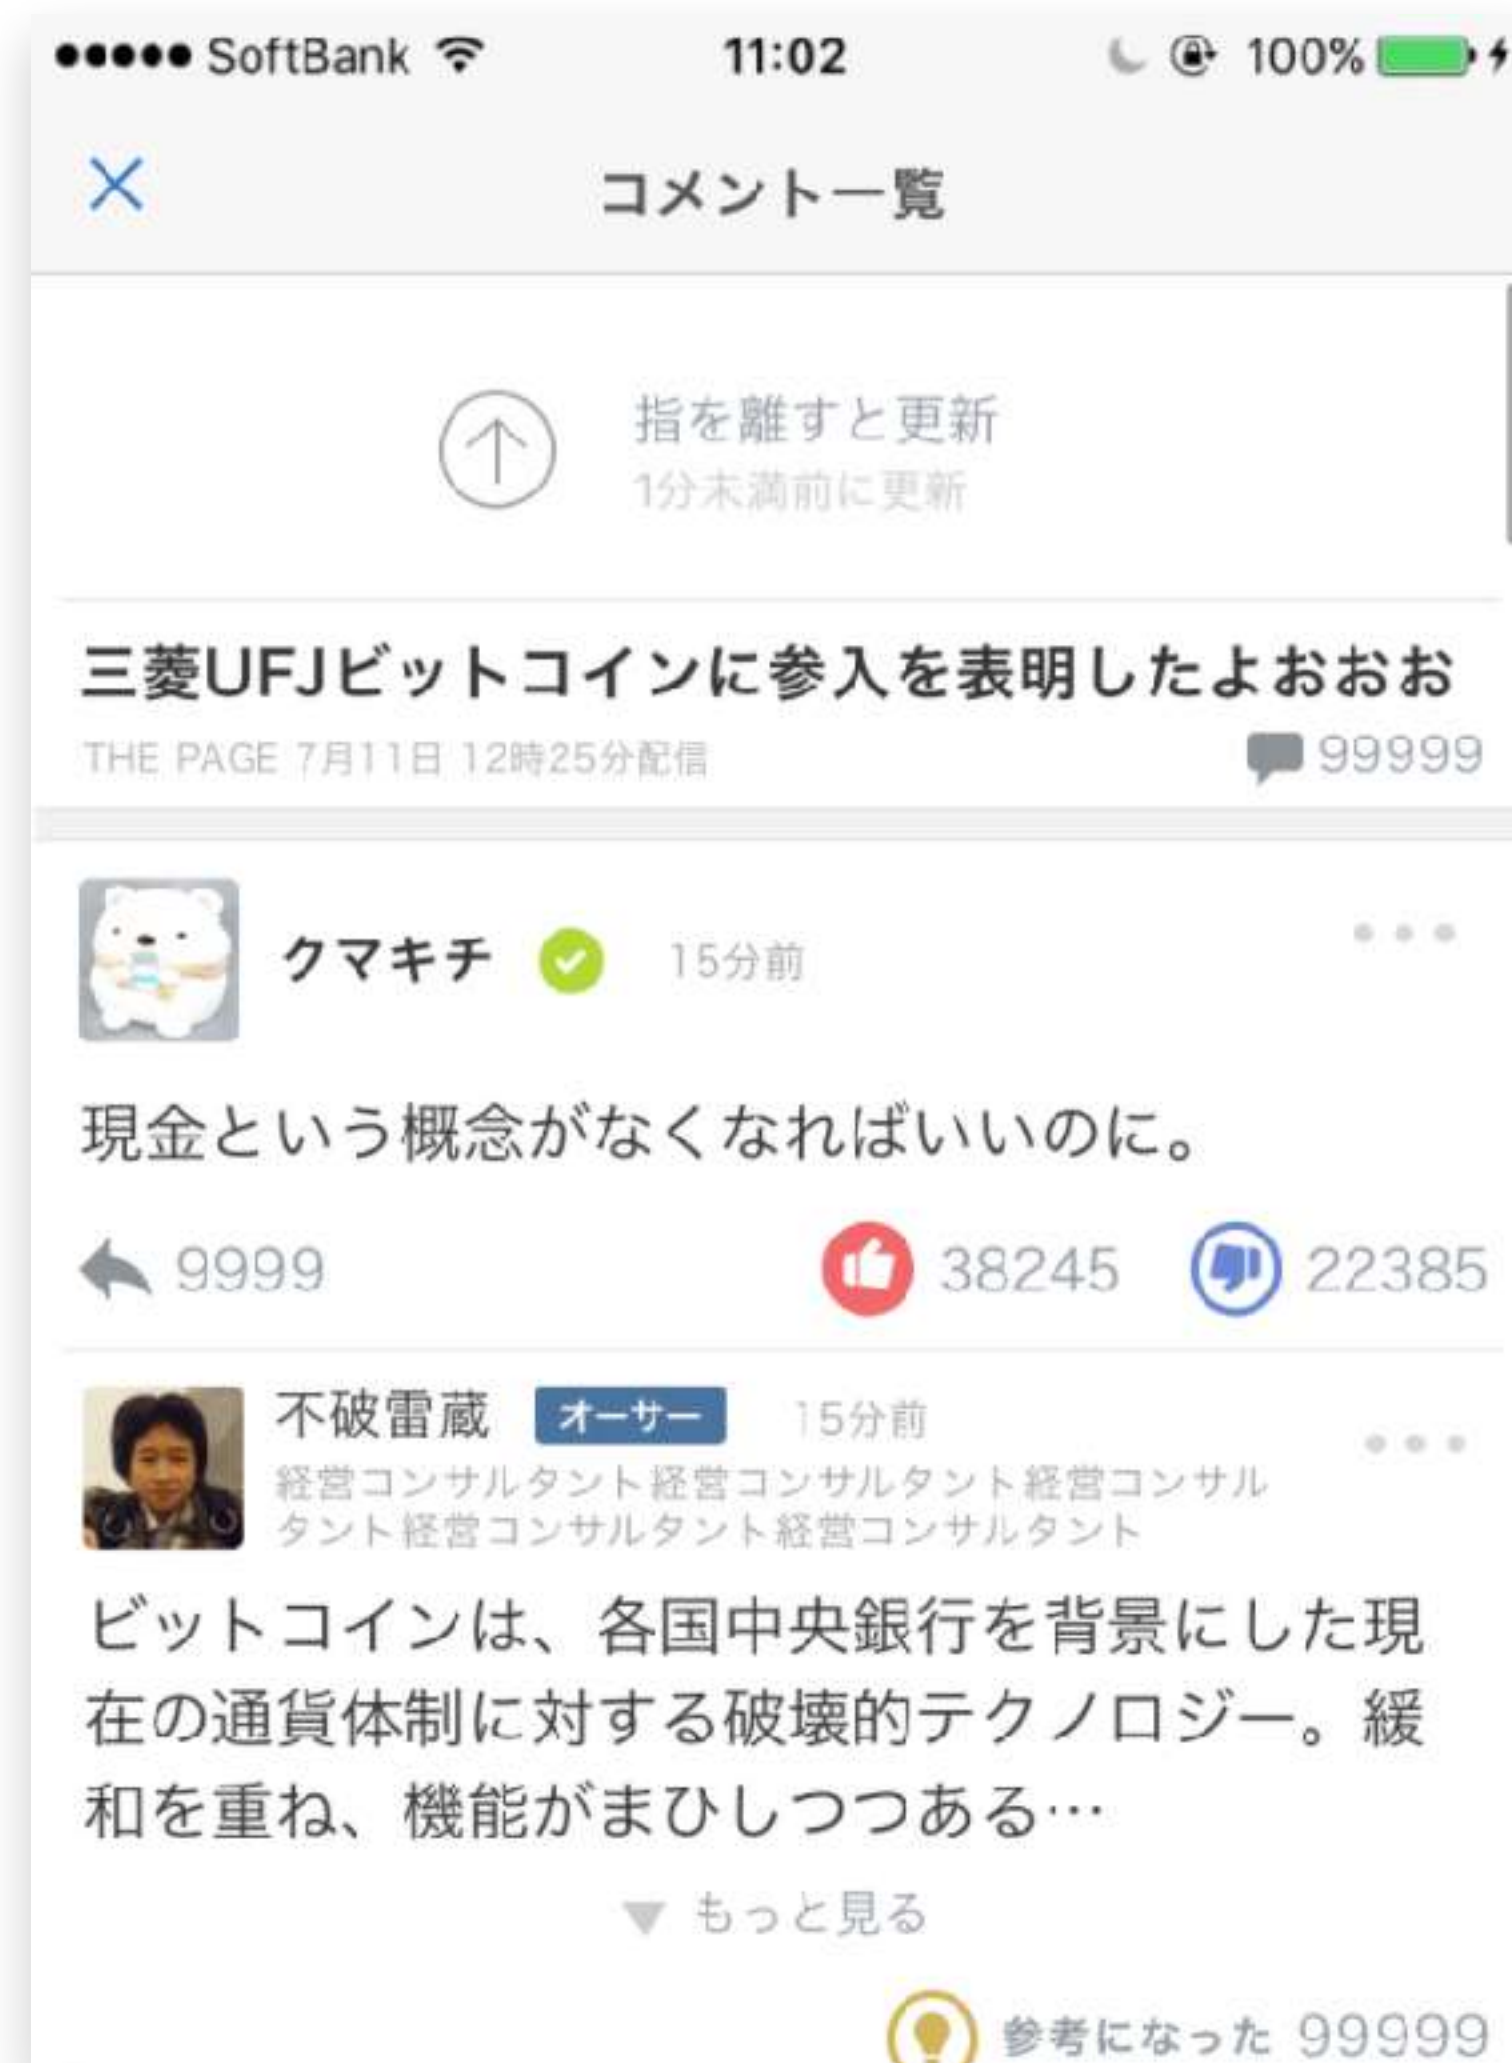 SoftBank 11:02 100%
コメント一覧
指を離すと更新
1分未満前に更新
三菱UFJビットコインに参入を表明したよおおお
THE PAGE 7月11日 12時25分配信 99999
クマキチ 15分前
現金という概念がなくなればいいのに。
9999 38245 22385
不破雷蔵 オーサー 15分前
経営コンサルタント経営コンサルタント経営コンサル
タント経営コンサルタント経営コンサルタント
ビットコインは、各国中央銀行を背景にした現
在の通貨体制に対する破壊的テクノロジー。緩
和を重ね、機能がまひしつつある…
もっと見る
参考になった 99999